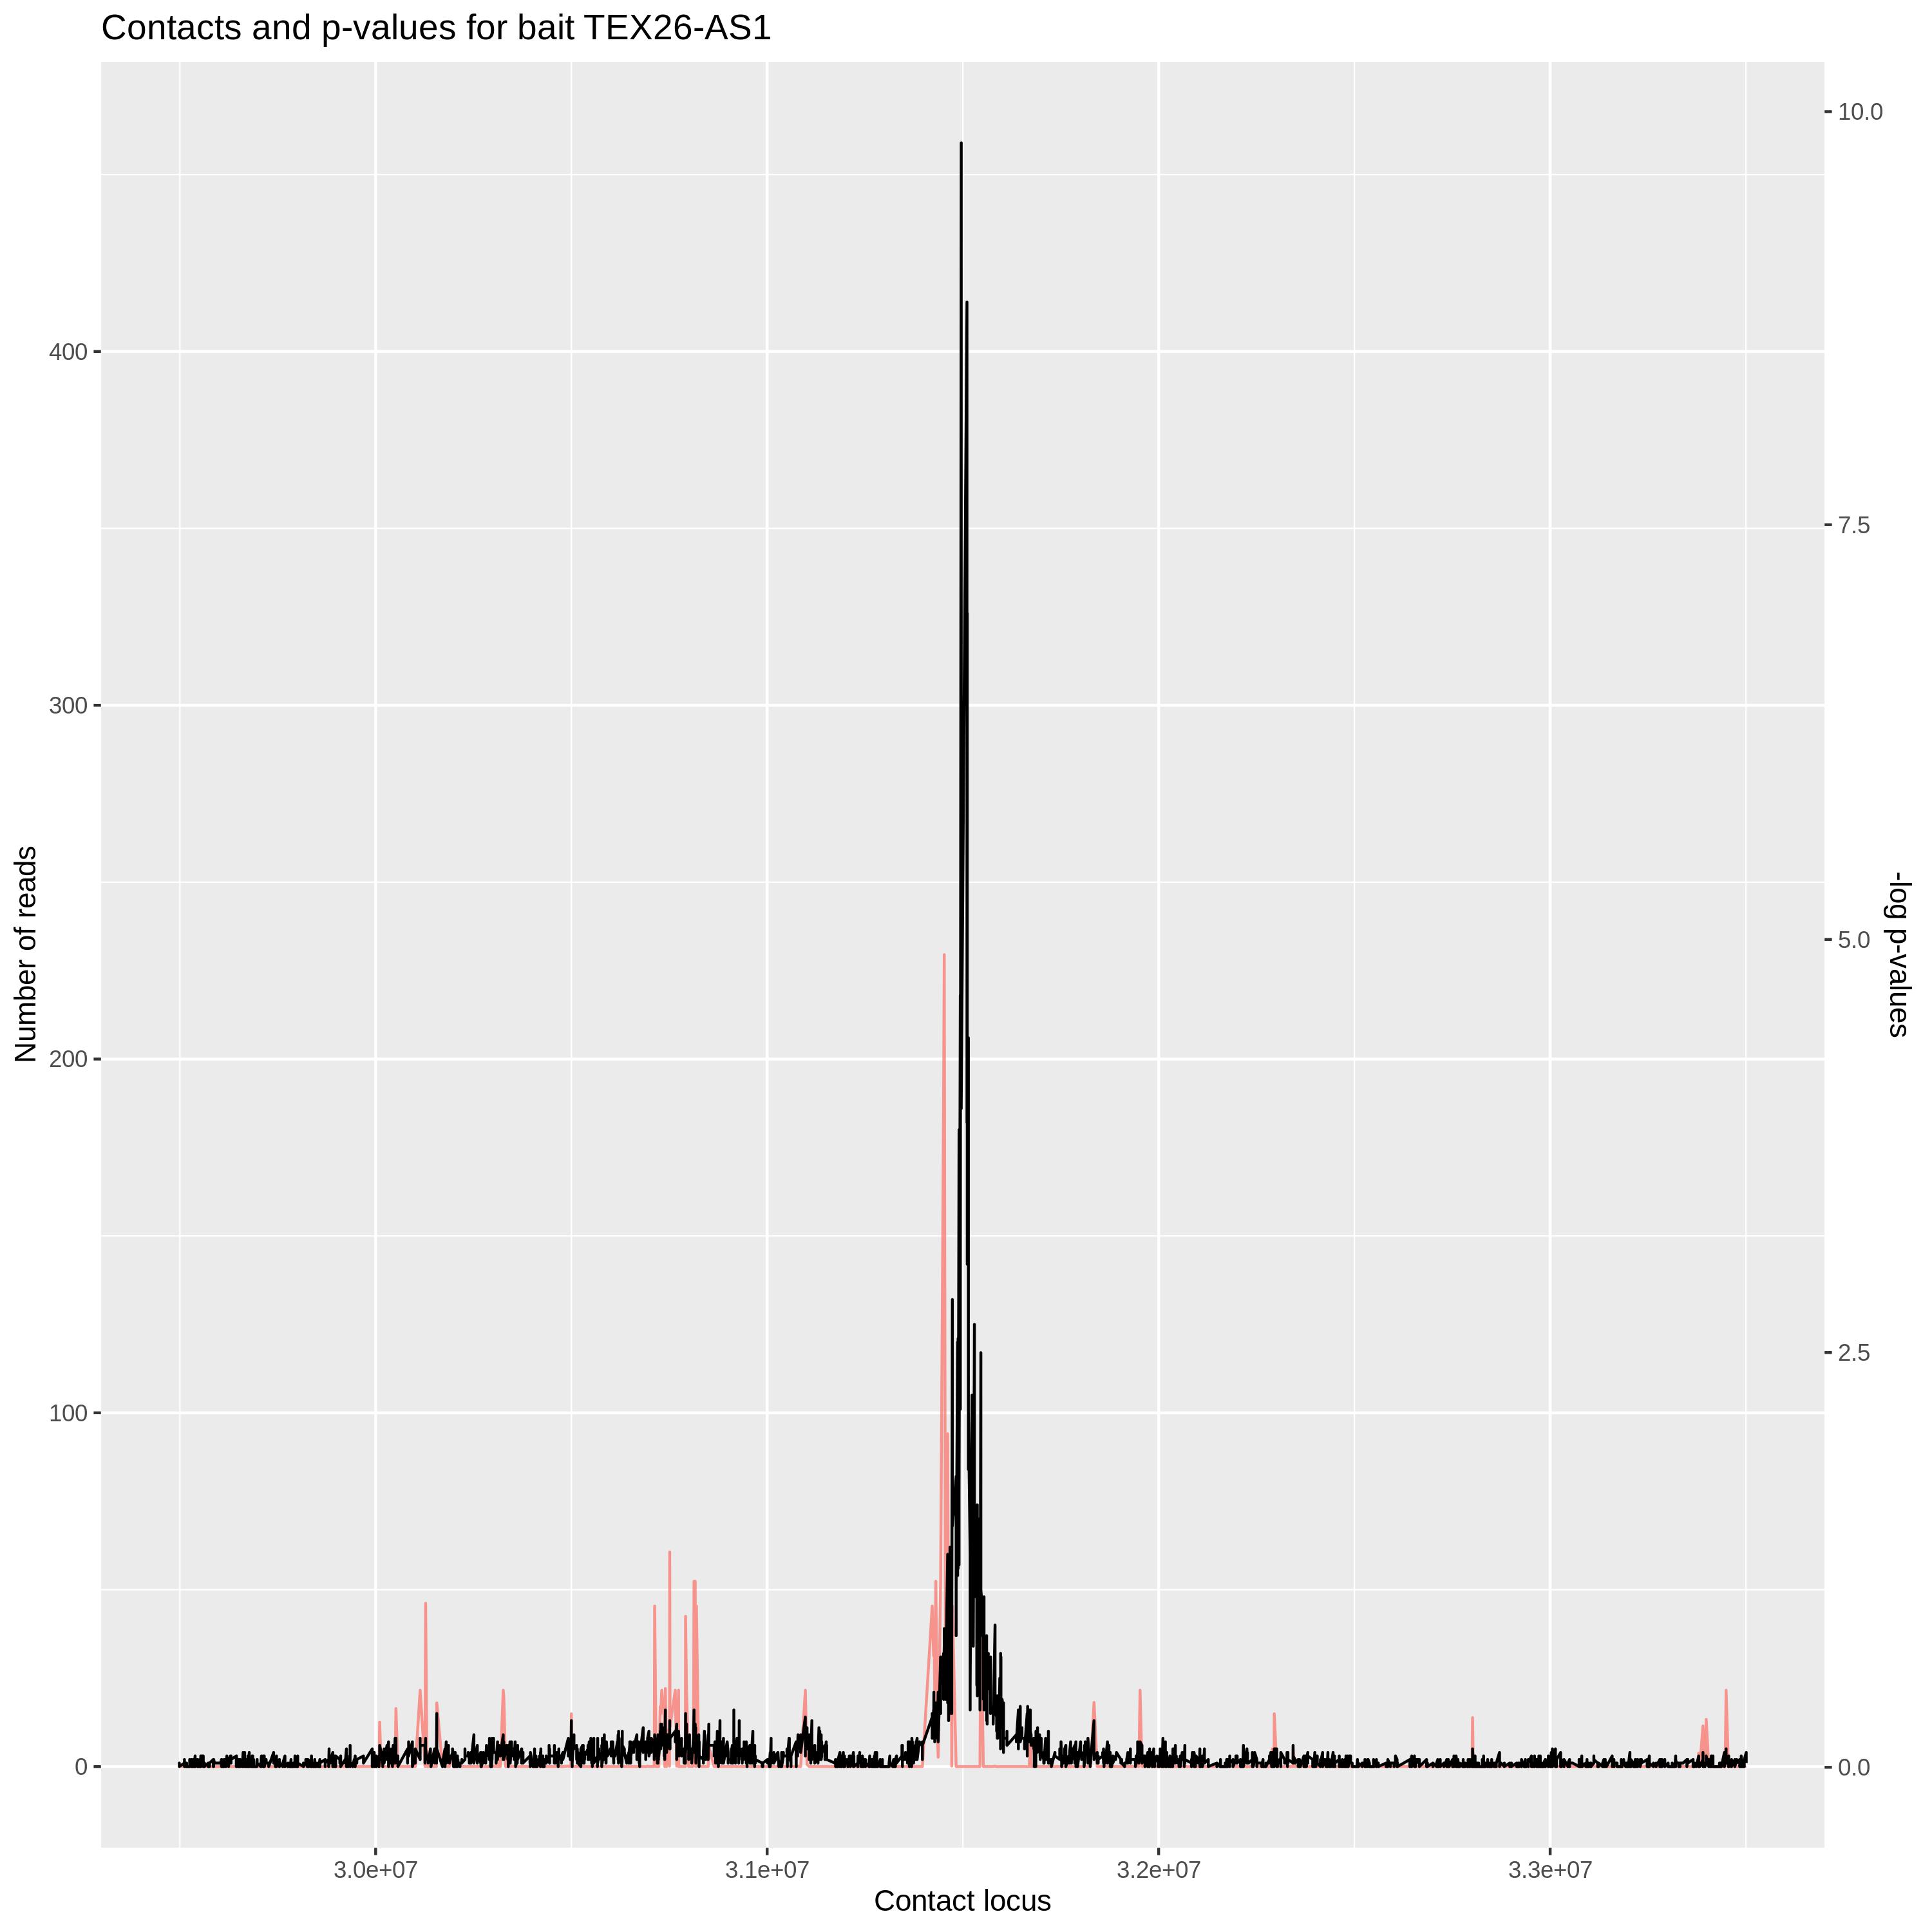 Contacts and p-values for bait TEX26-AS1
10.0
400
7.5
300
Number of reads
5.0
-log p-values
200
2.5
100
0
0.0
3.0e+07 3.1e+07 3.2e+07 3.3e+07
Contact locus